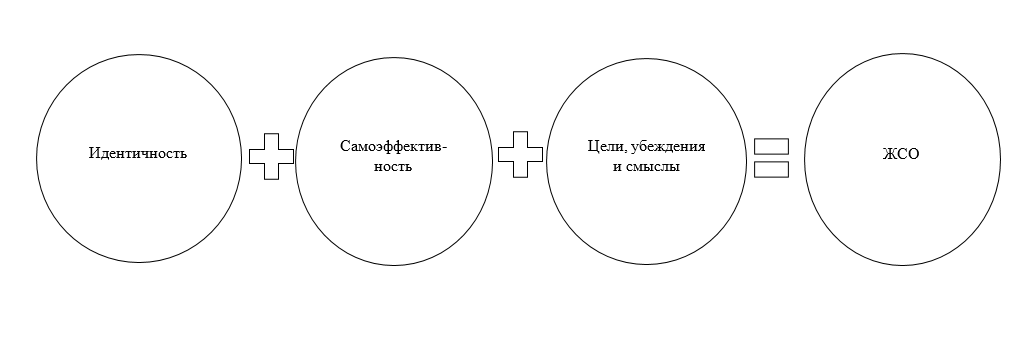 Идентичность
Самоэффектив-
ность
Цели, убеждения
и смыслы
ЖСО